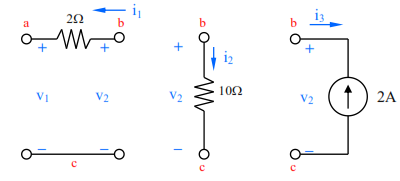 a 2Ω b i₁
+ +
v₁ v₂
− −
c
b
+ i₂
v₂ 10Ω
−
c
b i₃
+
v₂ 2A
−
c